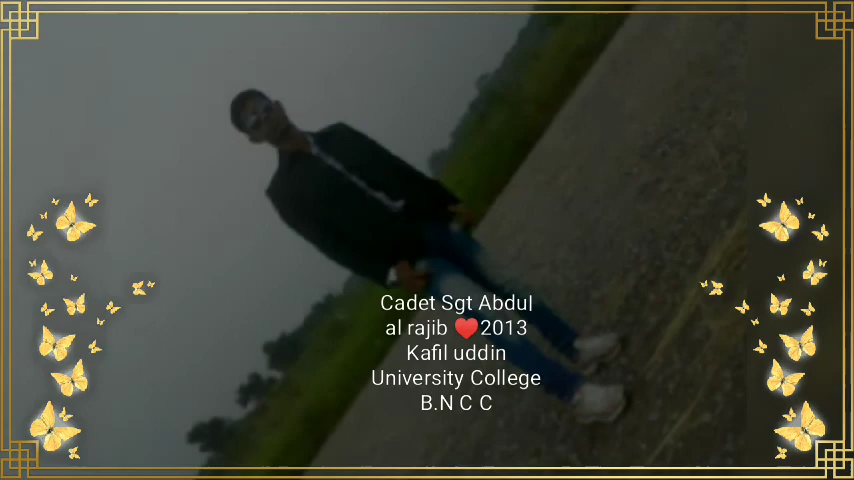 Cadet Sgt Abdul
al rajib ❤️2013
Kafil uddin
University College
B.N C C